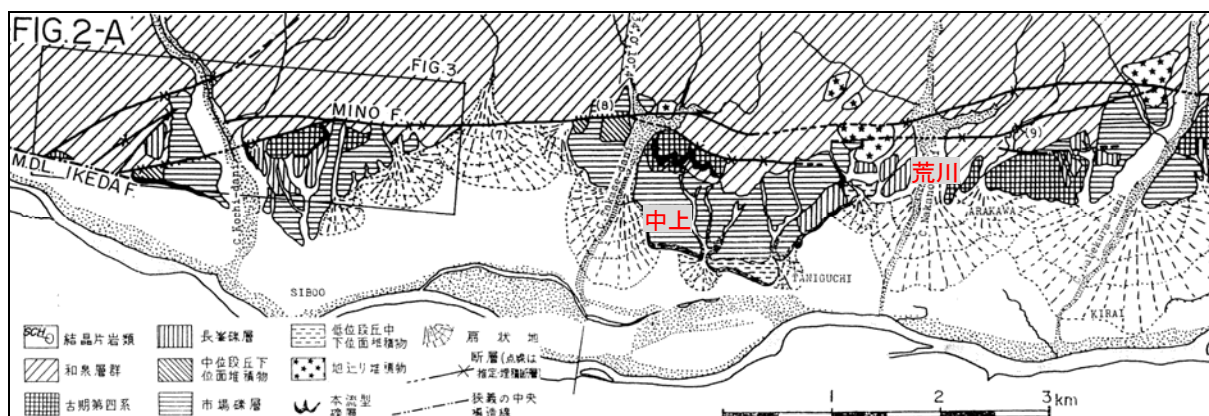 FIG.2-A
FIG.3
MINO F.
(7)
(8)
(9)
M.D.L. IKEDA F
中上
荒川
ARAKAWA
TANIGUCHI
SIBOO
KIRAI
SCH 結晶片岩類
長峯礫層
低位段丘中
下位面堆積物
扇状地
和泉層群
中位段丘下
位面堆積物
地辷り堆積物
断層(点線は
推定・埋積断層)
古期第四系
市場礫層
本流型
礫層
狭義の中央
構造線
0 1 2 3 km